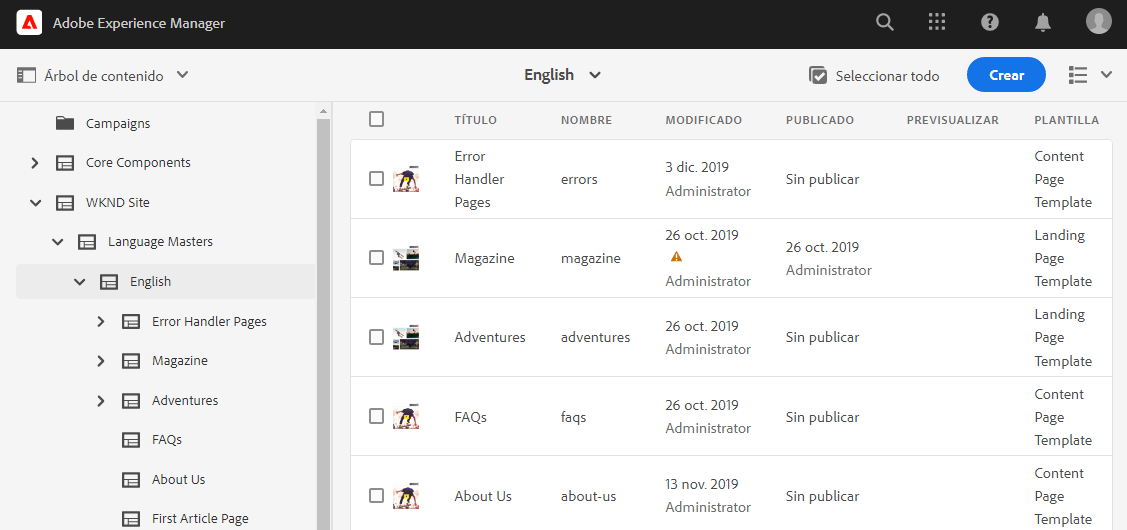 Adobe Experience Manager
Árbol de contenido
English
Seleccionar todo
Crear
Campaigns
Core Components
WKND Site
Language Masters
English
Error Handler Pages
Magazine
Adventures
FAQs
About Us
First Article Page
TÍTULO NOMBRE MODIFICADO PUBLICADO PREVISUALIZAR PLANTILLA
Error
Handler
Pages
errors
3 dic. 2019
Administrator
Sin publicar
Content
Page
Template
Magazine
magazine
26 oct. 2019
Administrator
26 oct. 2019
Administrator
Landing
Page
Template
Adventures
adventures
26 oct. 2019
Administrator
Sin publicar
Landing
Page
Template
FAQs
faqs
26 oct. 2019
Administrator
Sin publicar
Content
Page
Template
About Us
about-us
13 nov. 2019
Administrator
Sin publicar
Content
Page
Template